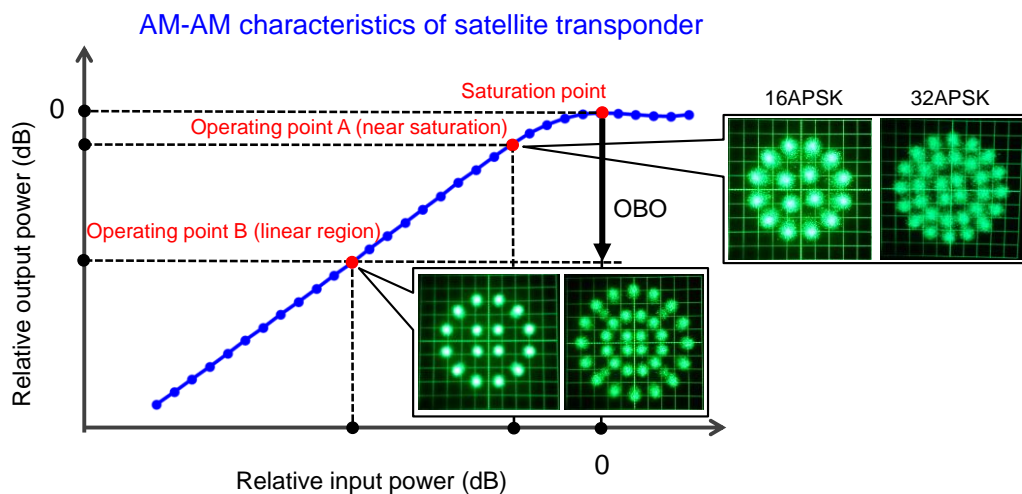 AM-AM characteristics of satellite transponder
0
Saturation point
16APSK
32APSK
Operating point A (near saturation)
Operating point B (linear region)
OBO
Relative output power (dB)
0
Relative input power (dB)